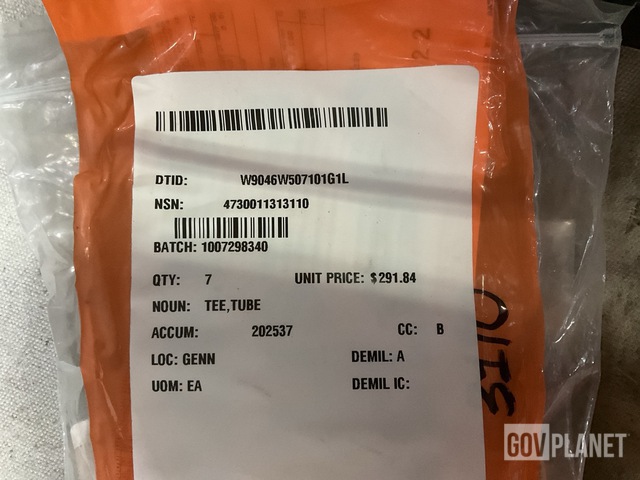 DTID: W9046W507101G1L
NSN: 4730011313110
BATCH: 1007298340
QTY: 7 UNIT PRICE: $291.84
NOUN: TEE,TUBE
ACCUM: 202537 CC: B
LOC: GENN DEMIL: A
UOM: EA DEMIL IC:
3110
GOVPLANET